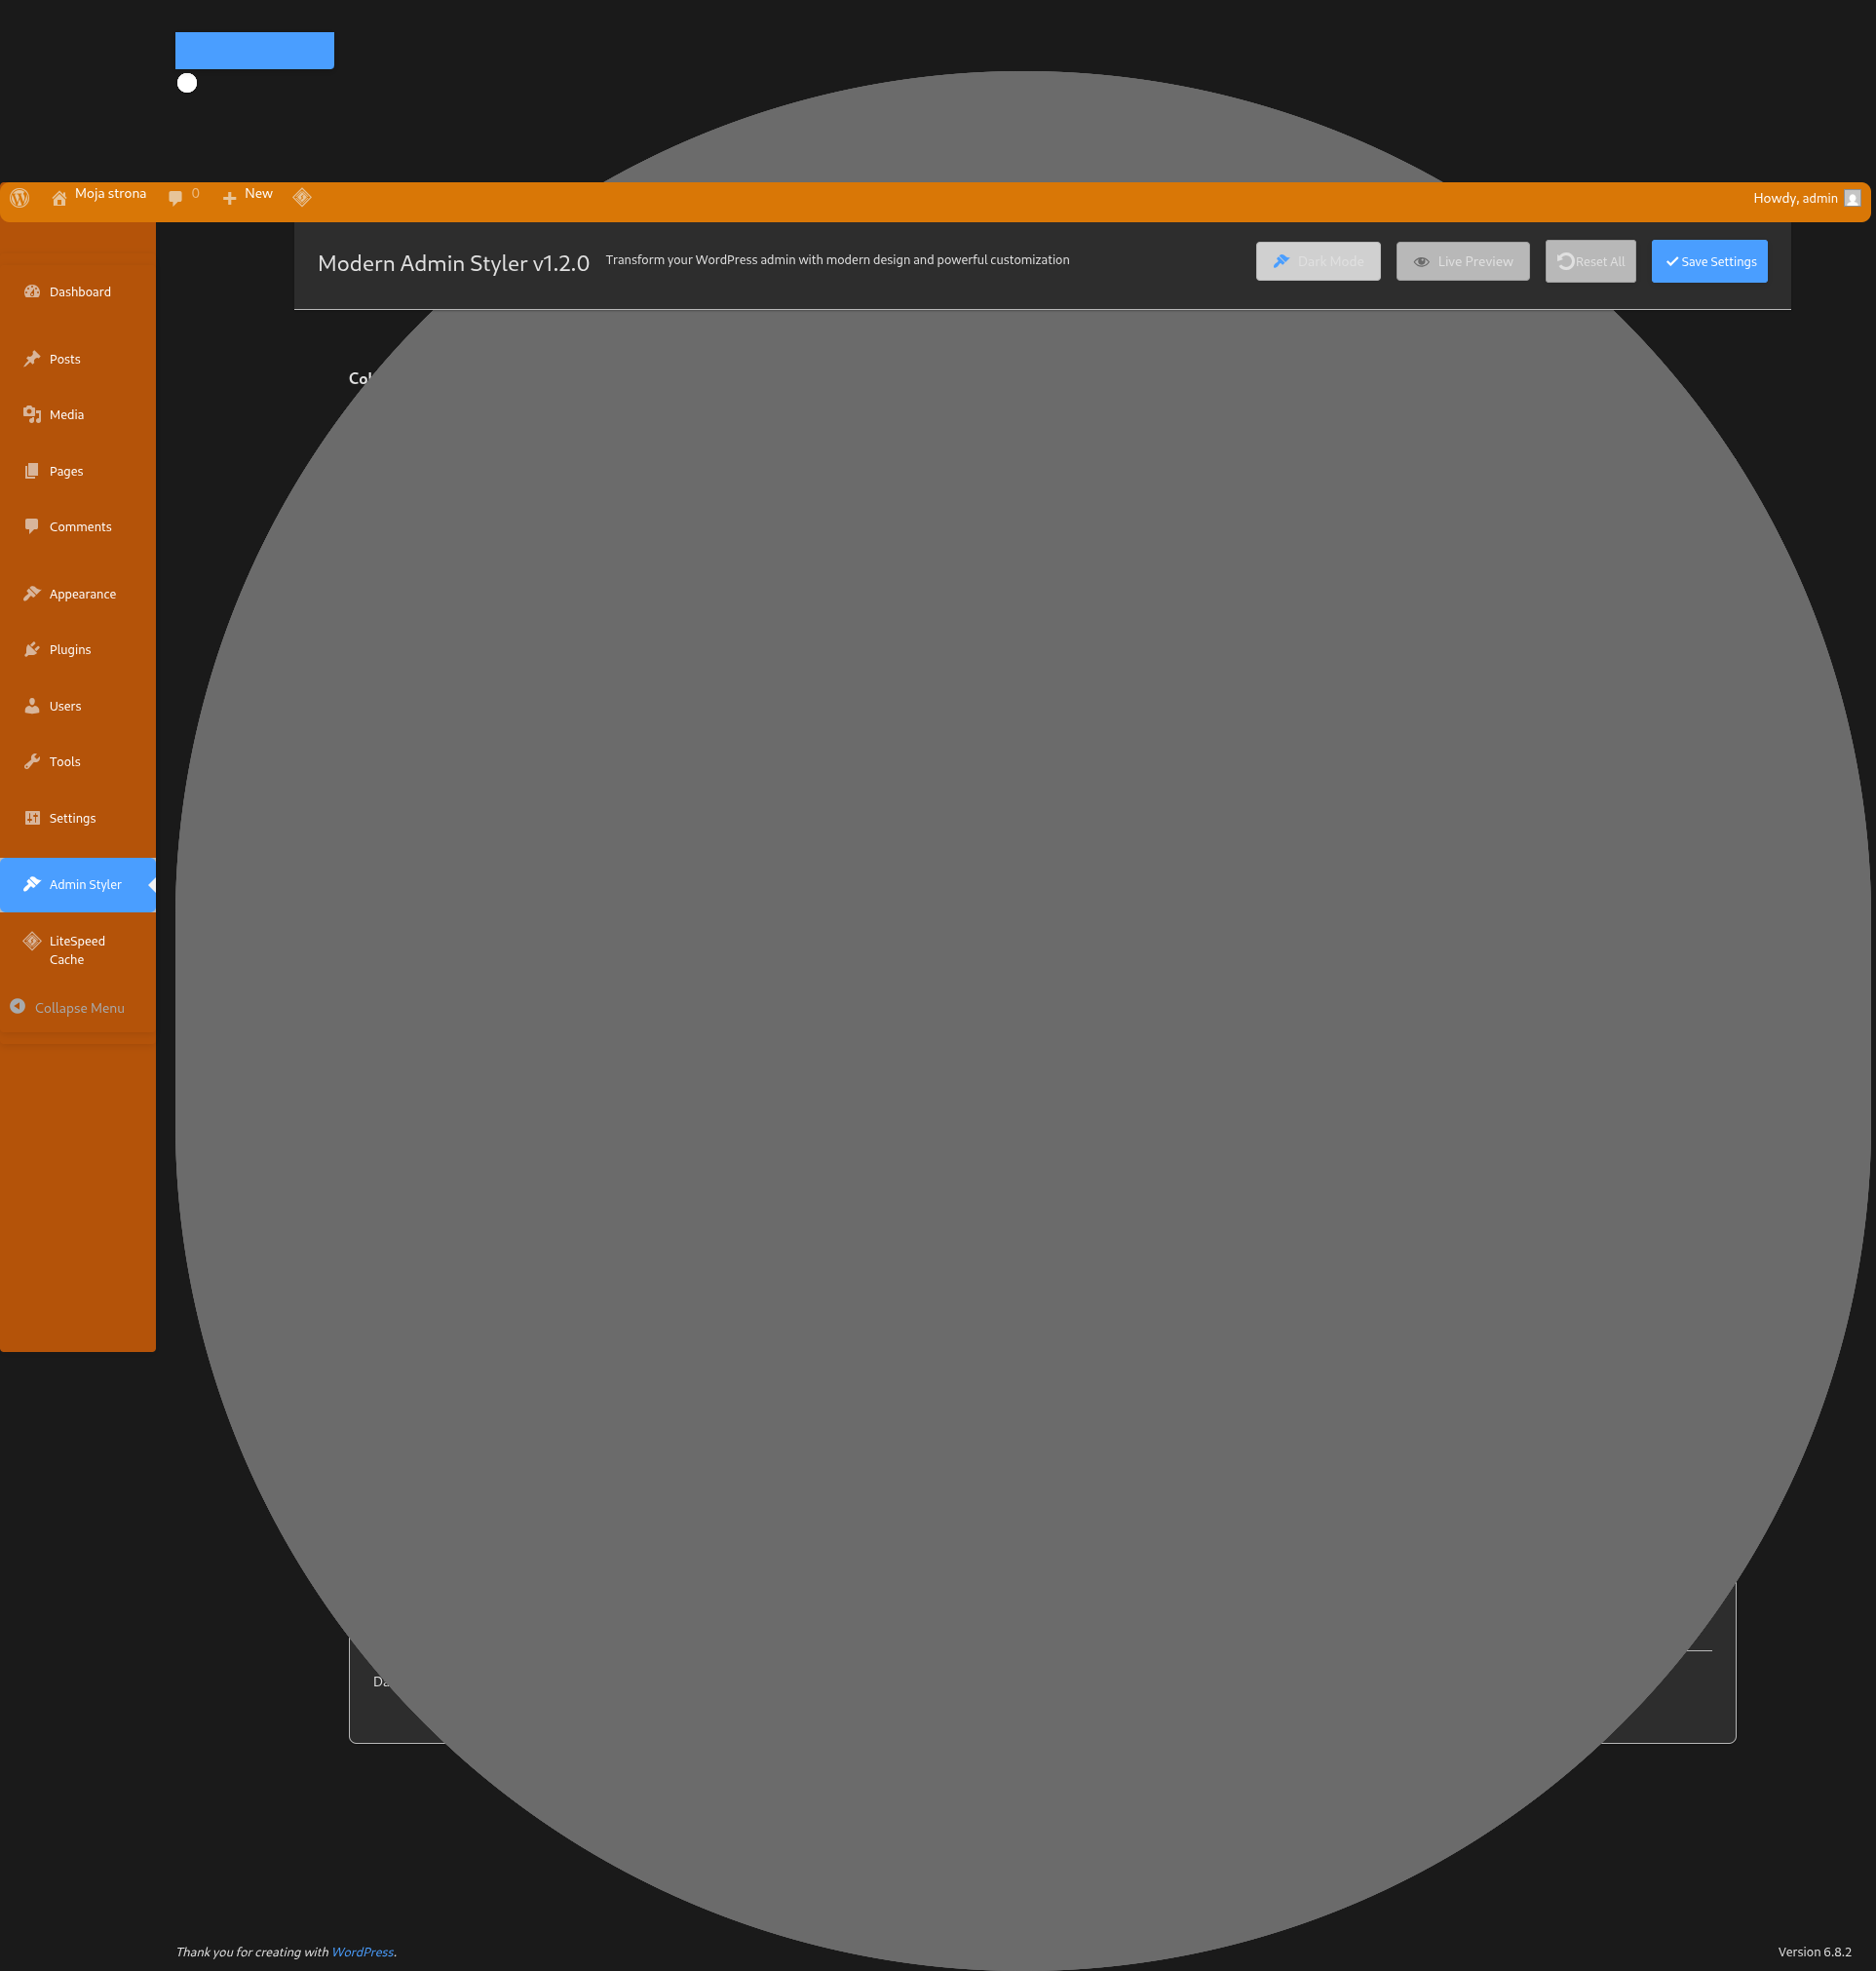 Moja strona
0
New
Howdy, admin
Modern Admin Styler v1.2.0
Transform your WordPress admin with modern design and powerful customization
Dark Mode
Live Preview
Reset All
Save Settings
Dashboard
Posts
Media
Pages
Comments
Appearance
Plugins
Users
Tools
Settings
Admin Styler
LiteSpeed
Cache
Collapse Menu
Thank you for creating with WordPress.
Version 6.8.2